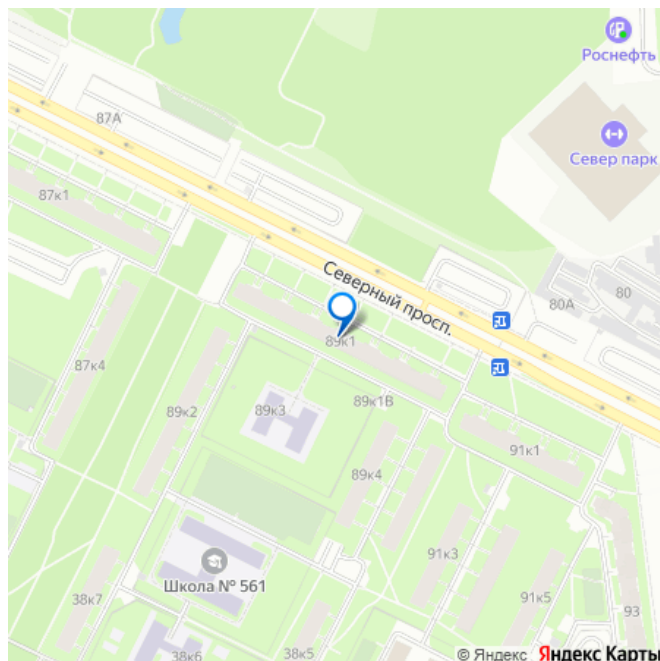 Роснефть
87А
Север парк
87к1
Северный просп.
80А
80
89к1
87к4
89к2
89к3
89к1В
91к1
89к4
91к3
Школа № 561
91к5
38к7
93
38к6
38к5
© Яндекс Яндекс Карты